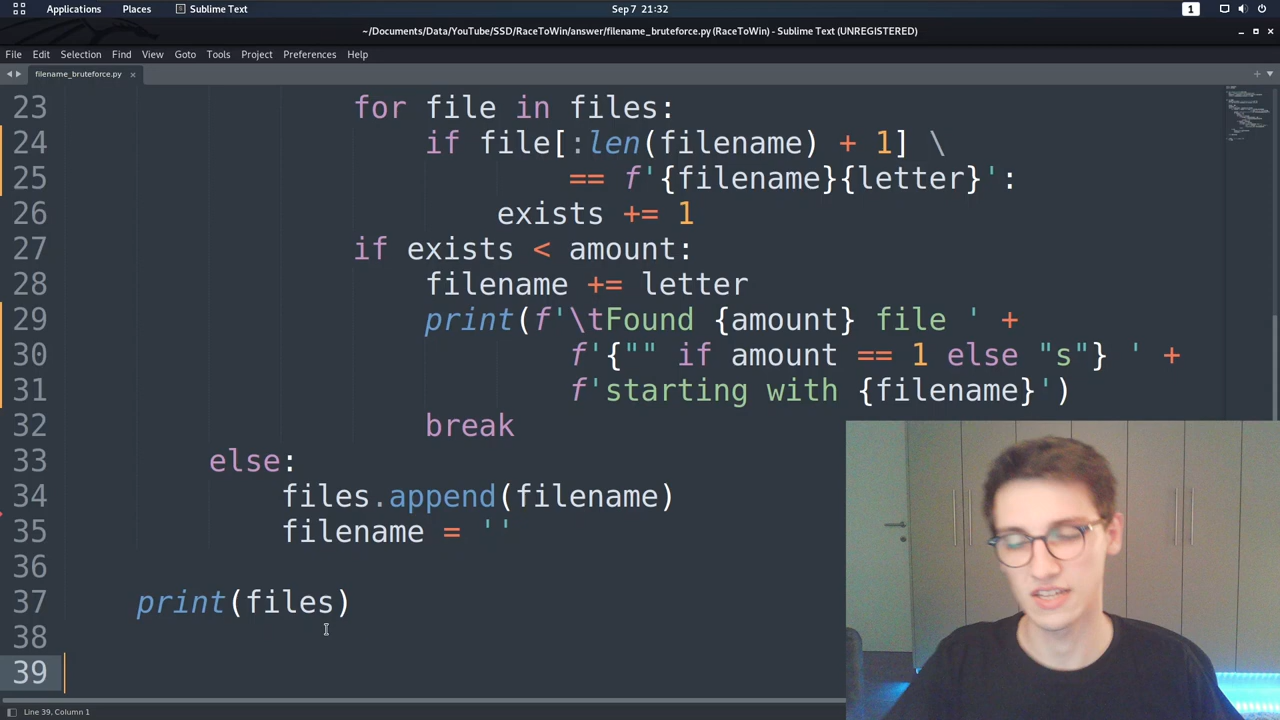 Applications Places Sublime Text Sep 7 21:32 1
~/Documents/Data/YouTube/SSD/RaceToWin/answer/filename_bruteforce.py (RaceToWin) - Sublime Text (UNREGISTERED)
File Edit Selection Find View Goto Tools Project Preferences Help
filename_bruteforce.py
23 for file in files:
24 if file[:len(filename) + 1] \
25 == f'{filename}{letter}':
26 exists += 1
27 if exists < amount:
28 filename += letter
29 print(f'\tFound {amount} file ' +
30 f'{"" if amount == 1 else "s"} ' +
31 f'starting with {filename}')
32 break
33 else:
34 files.append(filename)
35 filename = ''
36
37 print(files)
38
39
Line 39, Column 1